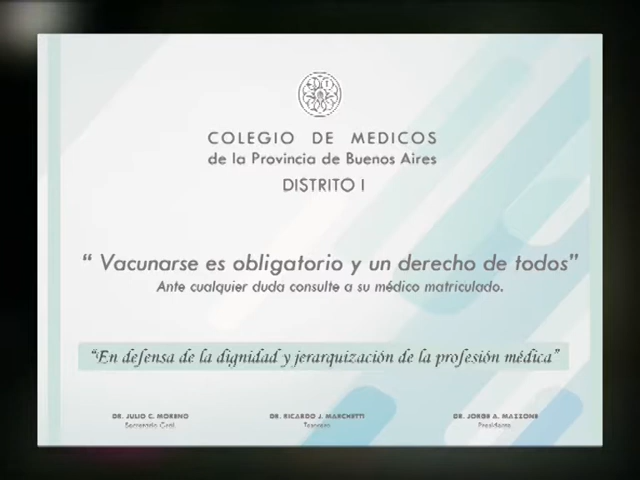 COLEGIO DE MEDICOS
de la Provincia de Buenos Aires
DISTRITO I
“ Vacunarse es obligatorio y un derecho de todos”
Ante cualquier duda consulte a su médico matriculado.
“En defensa de la dignidad y jerarquización de la profesión médica”
DR. JULIO C. MORENO DR. RICARDO J. MARCHETTI DR. JORGE A. MAZZONE
Secretario Gral. Tesorero Presidente